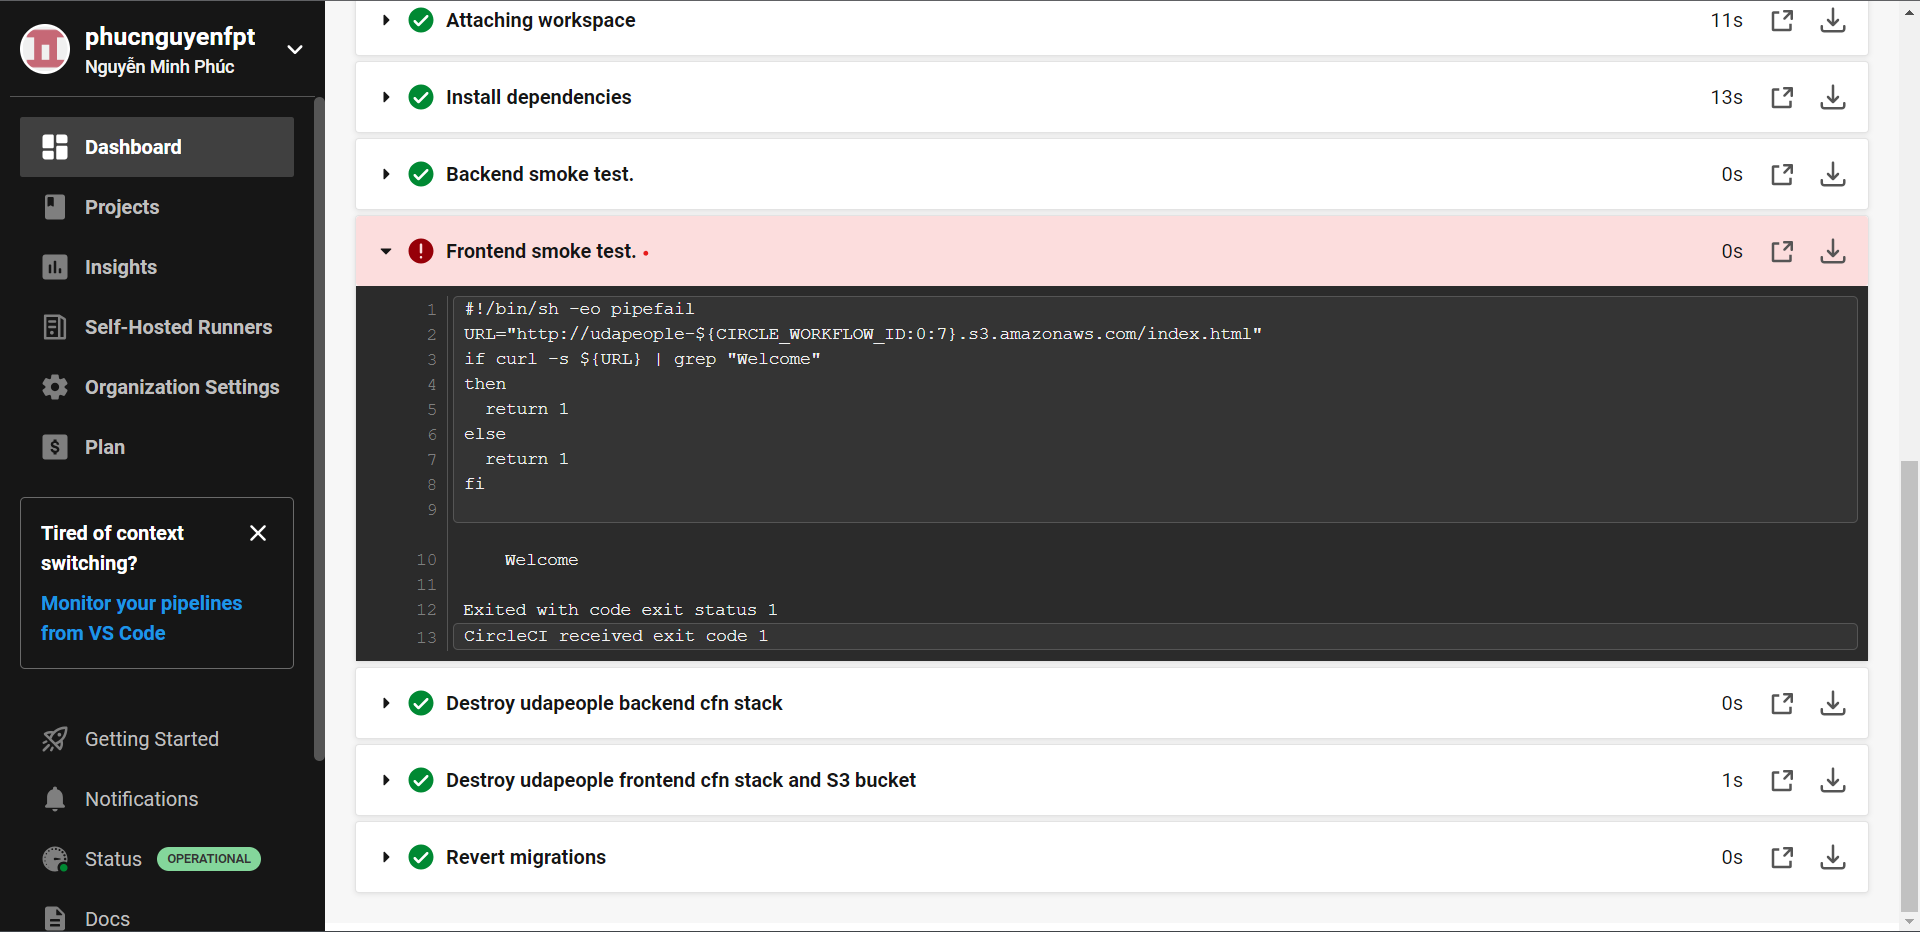 phucnguyenfpt
Nguyễn Minh Phúc
Dashboard
Projects
Insights
Self-Hosted Runners
Organization Settings
Plan
Tired of context
switching?
Monitor your pipelines
from VS Code
Getting Started
Notifications
Status OPERATIONAL
Docs
Attaching workspace 11s
Install dependencies 13s
Backend smoke test. 0s
Frontend smoke test. • 0s
1 #!/bin/sh -eo pipefail
2 URL="http://udapeople-${CIRCLE_WORKFLOW_ID:0:7}.s3.amazonaws.com/index.html"
3 if curl -s ${URL} | grep "Welcome"
4 then
5   return 1
6 else
7   return 1
8 fi
9
10     Welcome
11
12 Exited with code exit status 1
13 CircleCI received exit code 1
Destroy udapeople backend cfn stack 0s
Destroy udapeople frontend cfn stack and S3 bucket 1s
Revert migrations 0s